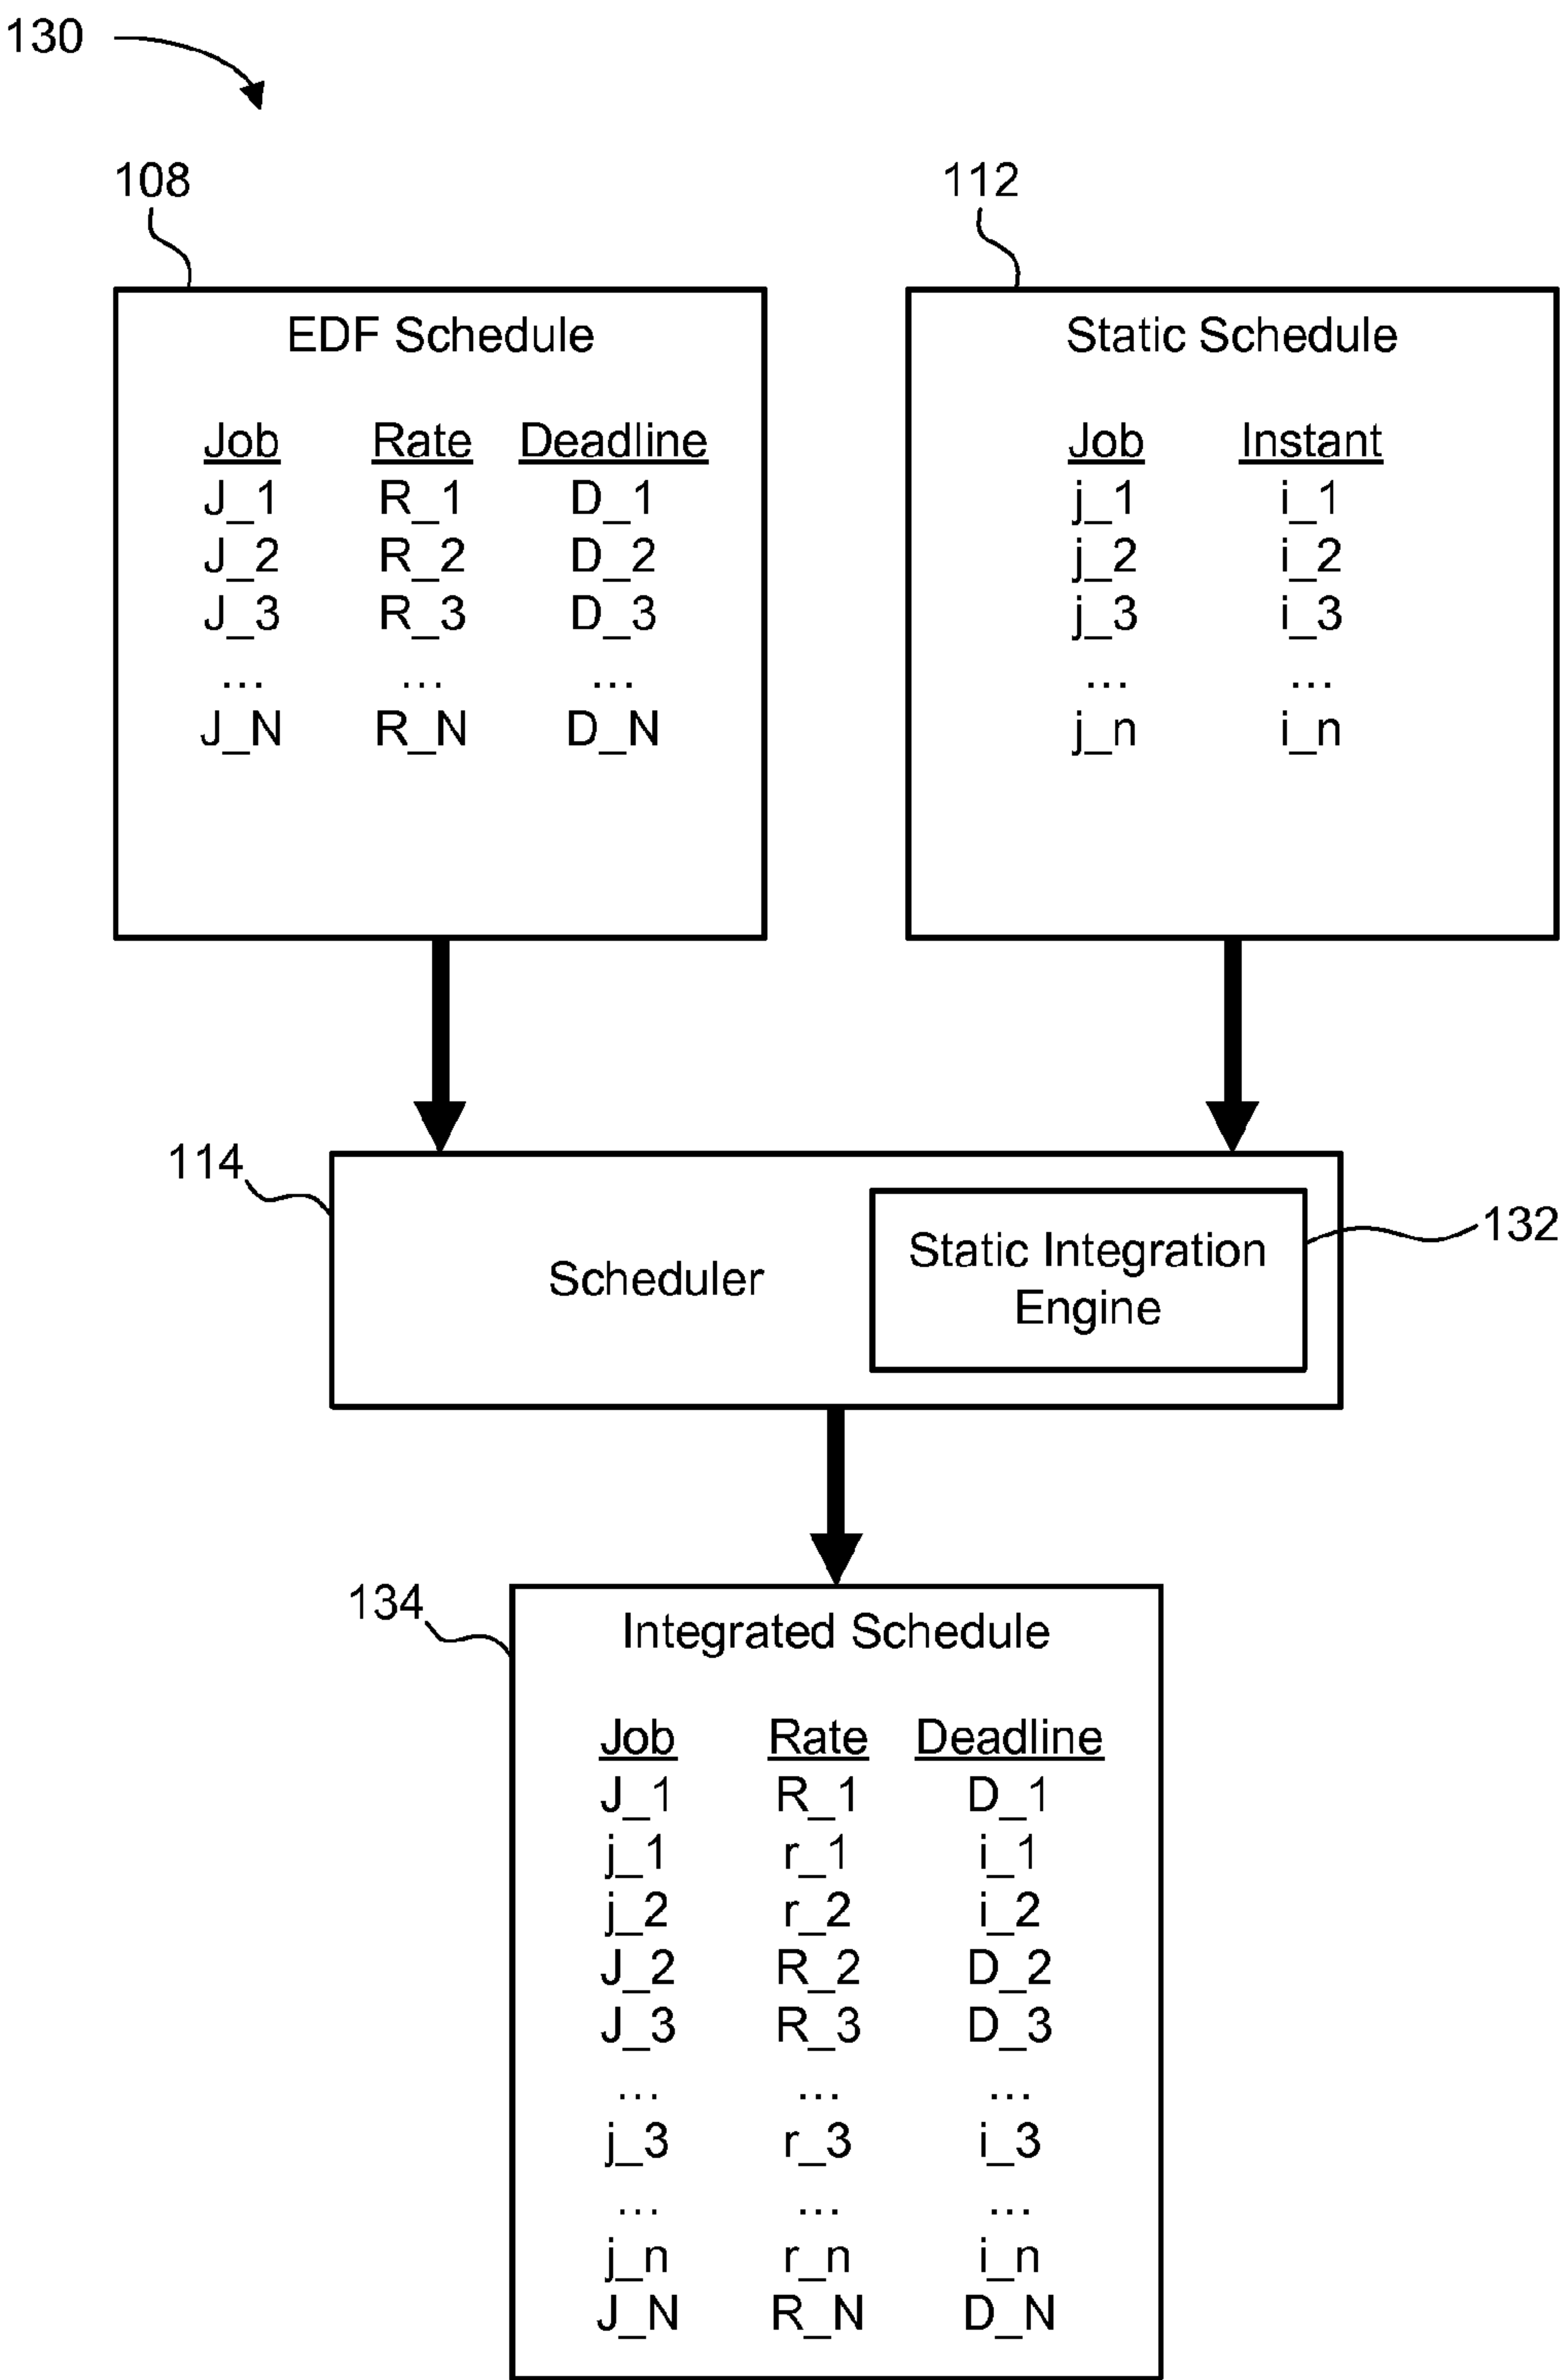 130
108
112
EDF Schedule
Job Rate Deadline
J_1 R_1 D_1
J_2 R_2 D_2
J_3 R_3 D_3
... ... ...
J_N R_N D_N
Static Schedule
Job Instant
j_1 i_1
j_2 i_2
j_3 i_3
... ...
j_n i_n
114
Scheduler
Static Integration
Engine
132
134
Integrated Schedule
Job Rate Deadline
J_1 R_1 D_1
j_1 r_1 i_1
j_2 r_2 i_2
J_2 R_2 D_2
J_3 R_3 D_3
... ... ...
j_3 r_3 i_3
... ... ...
j_n r_n i_n
J_N R_N D_N